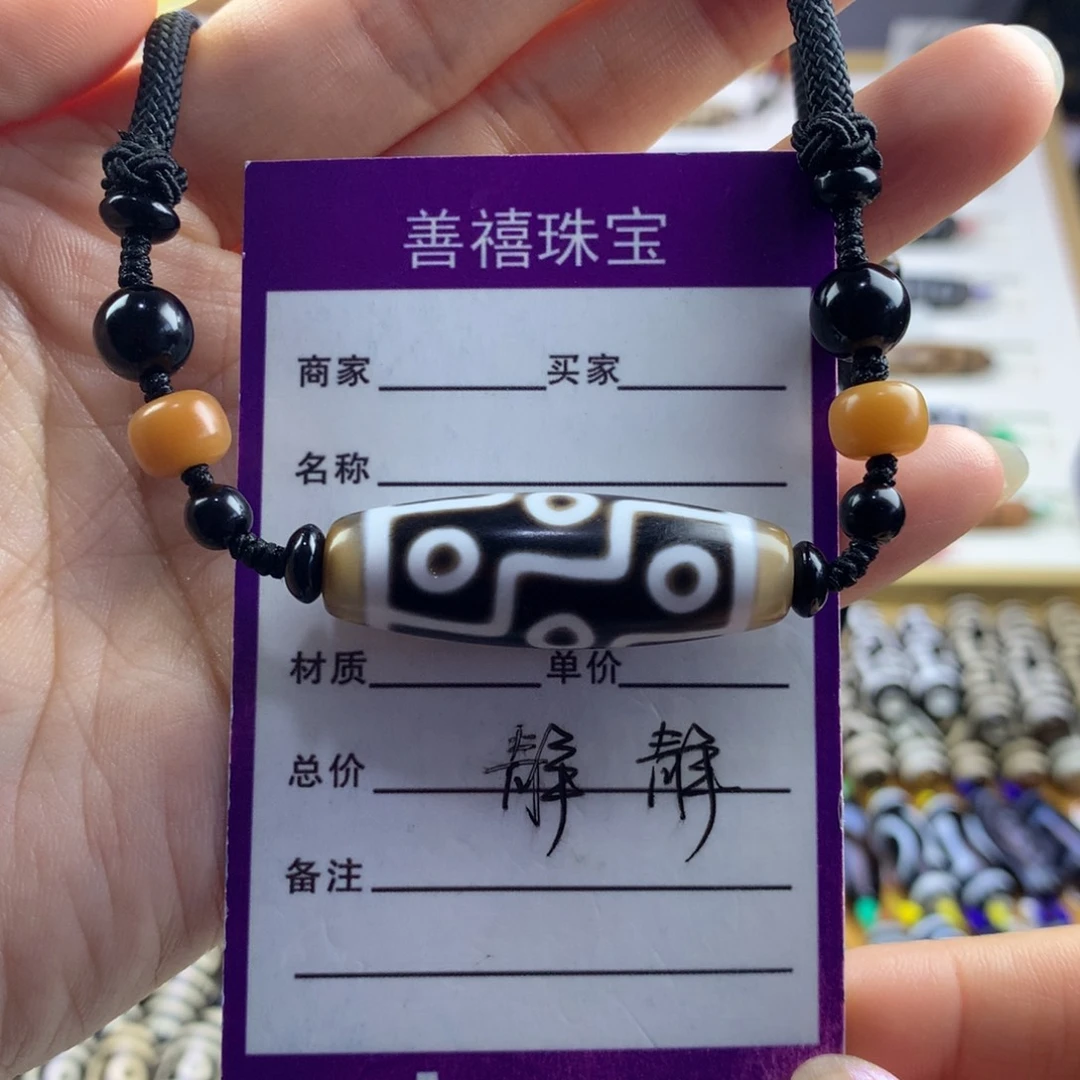 善禧珠宝
商家 买家
名称
材质 单价
总价 静静
备注